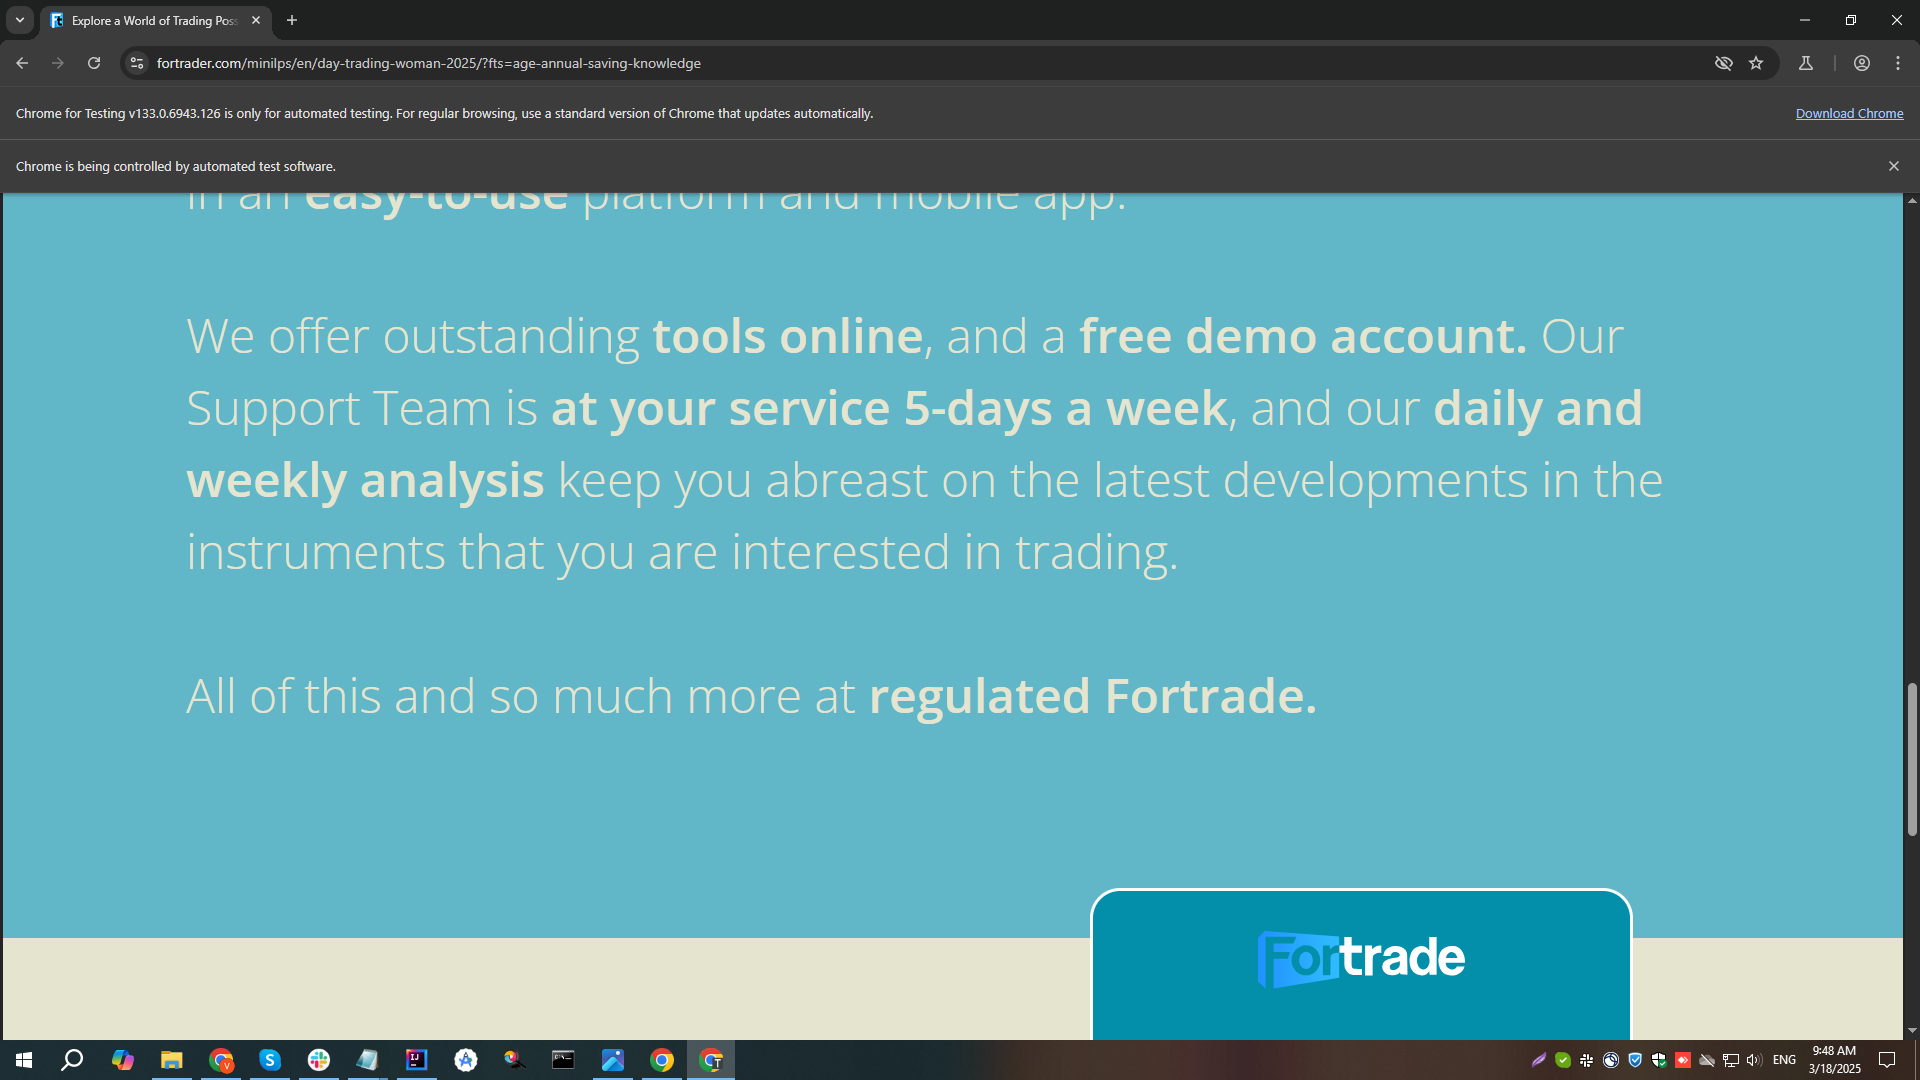 Explore a World of Trading Pos
fortrader.com/minilps/en/day-trading-woman-2025/?fts=age-annual-saving-knowledge
Chrome for Testing v133.0.6943.126 is only for automated testing. For regular browsing, use a standard version of Chrome that updates automatically.
Download Chrome
Chrome is being controlled by automated test software.
in an easy-to-use platform and mobile app.
We offer outstanding tools online, and a free demo account. Our
Support Team is at your service 5-days a week, and our daily and
weekly analysis keep you abreast on the latest developments in the
instruments that you are interested in trading.
All of this and so much more at regulated Fortrade.
Fortrade
ENG
9:48 AM
3/18/2025